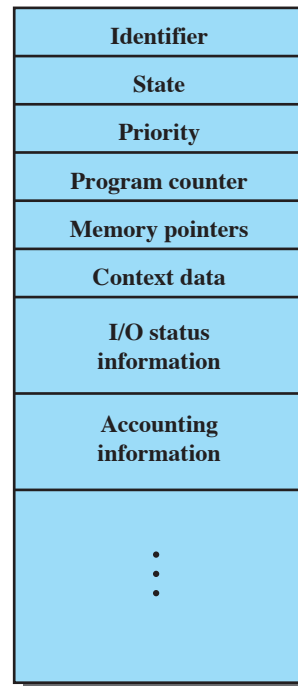 Identifier
State
Priority
Program counter
Memory pointers
Context data
I/O status
information
Accounting
information